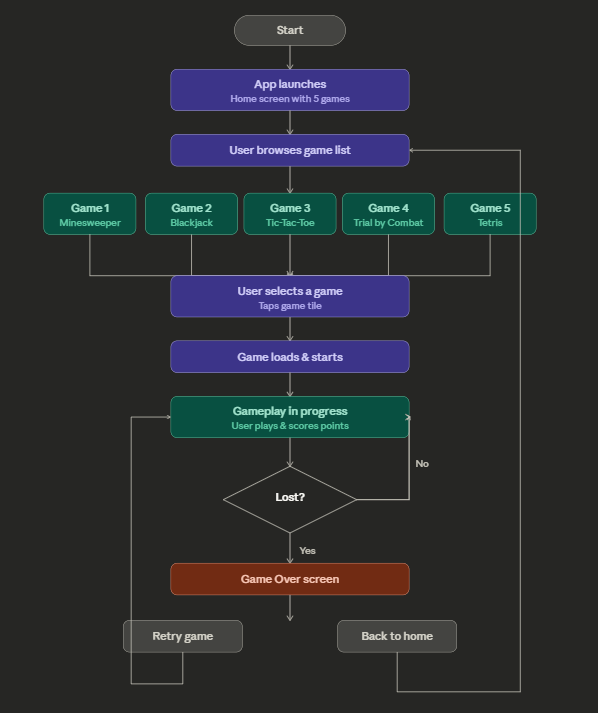 Start
App launches
Home screen with 5 games
User browses game list
Game 1
Minesweeper
Game 2
Blackjack
Game 3
Tic-Tac-Toe
Game 4
Trial by Combat
Game 5
Tetris
User selects a game
Taps game tile
Game loads & starts
Gameplay in progress
User plays & scores points
No
Lost?
Yes
Game Over screen
Retry game
Back to home